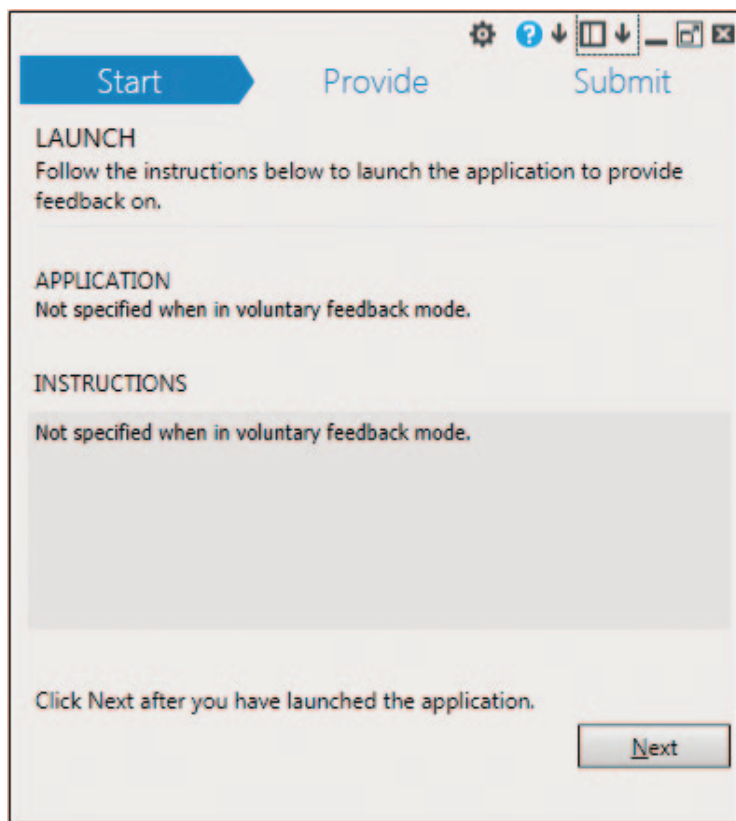 ?
Start Provide Submit
LAUNCH
Follow the instructions below to launch the application to provide
feedback on.
APPLICATION
Not specified when in voluntary feedback mode.
INSTRUCTIONS
Not specified when in voluntary feedback mode.
Click Next after you have launched the application.
Next